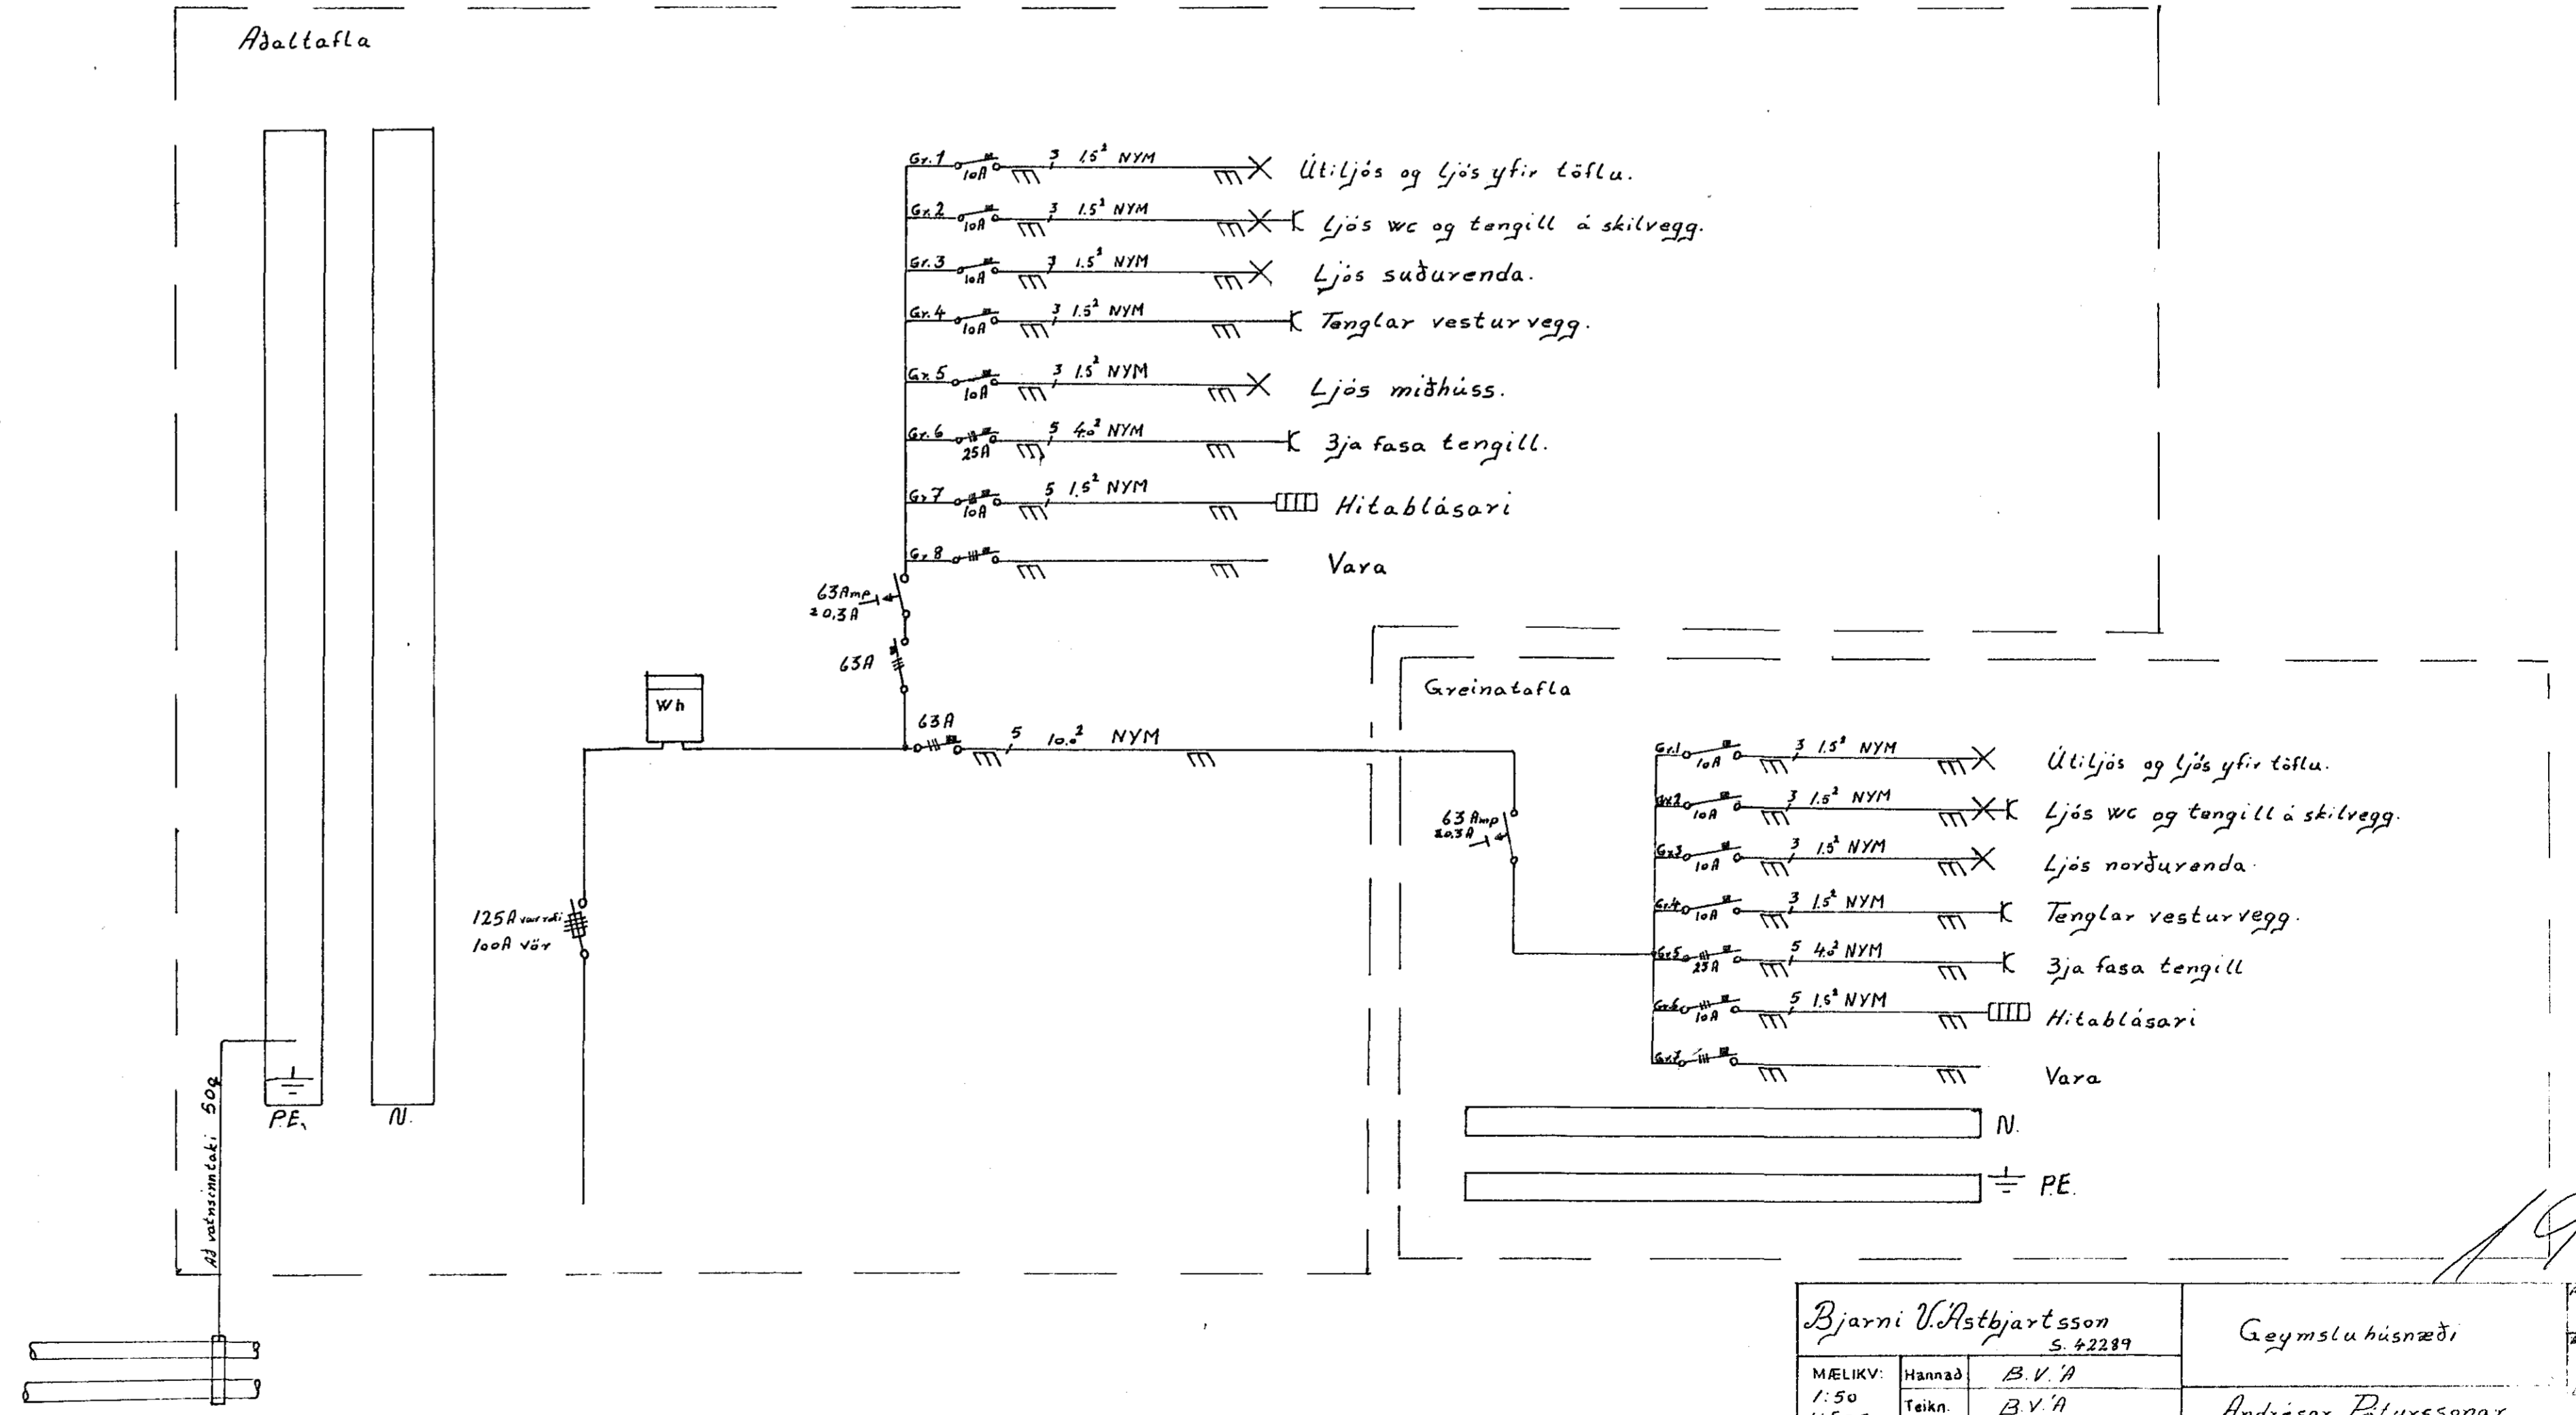 Aðaltafla
Gr.1 10A 3 1.5² NYM Útiljós og ljós yfir töflu.
Gr.2 10A 3 1.5² NYM Ljós wc og tengill á skilvegg.
Gr.3 10A 3 1.5² NYM Ljós suðurenda.
Gr.4 10A 3 1.5² NYM Tenglar vesturvegg.
Gr.5 10A 3 1.5² NYM Ljós miðhúss.
Gr.6 25A 5 4.0² NYM 3ja fasa tengill.
Gr.7 10A 5 1.5² NYM Hitablásari
Gr.8 Vara
63Amp
20.3A
63A
Wh
63A
5 10.0² NYM
125A varrofi
100A vör
P.E.
N.
Að vatnsinntaki 50q
Greinatafla
63 Amp
20.3A
Gr.1 10A 3 1.5² NYM Útiljós og ljós yfir töflu.
Gr.2 10A 3 1.5² NYM Ljós wc og tengill á skilvegg.
Gr.3 10A 3 1.5² NYM Ljós norðurenda.
Gr.4 10A 3 1.5² NYM Tenglar vesturvegg.
Gr.5 25A 5 4.0² NYM 3ja fasa tengill
Gr.6 10A 5 1.5² NYM Hitablásari
Gr.7 Vara
N.
P.E.
Bjarni V. Ástbjartsson
S. 42289
Geymsluhúsnæði
MÆLIKV:
1:50
Hannað B.V.Á
Teikn. B.V.Á
Andrésar Péturssonar